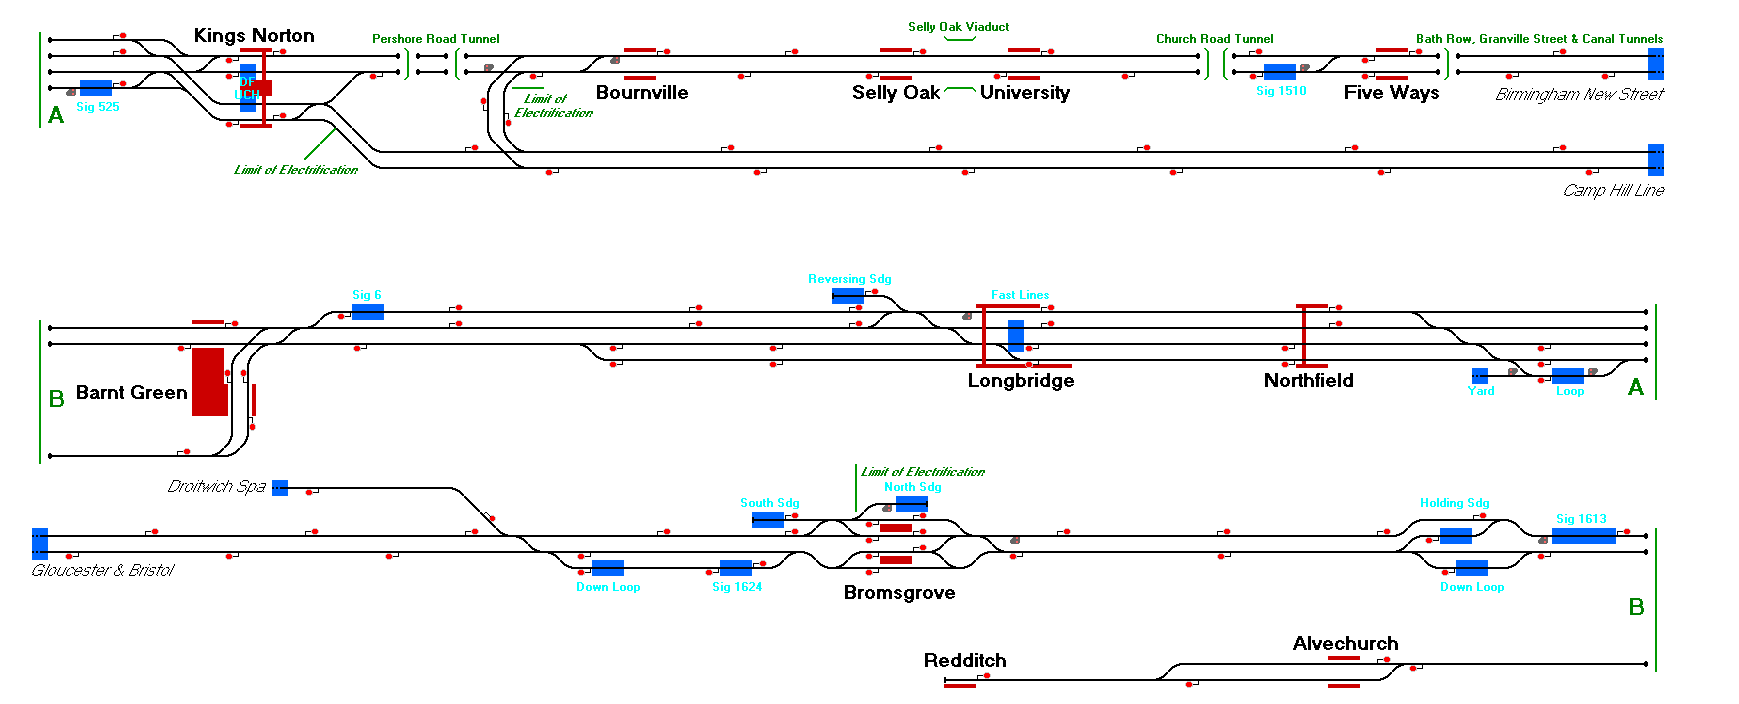 Selly Oak Viaduct
Kings Norton
Pershore Road Tunnel
Church Road Tunnel
Bath Row, Granville Street & Canal Tunnels
DF
UCH
Sig 525
A
Limit of
Electrification
Bournville
Selly Oak
University
Sig 1510
Five Ways
Birmingham New Street
Limit of Electrification
Camp Hill Line
Reversing Sdg
Sig 6
Fast Lines
Barnt Green
B
Longbridge
Northfield
Yard
Loop
A
Droitwich Spa
Limit of Electrification
North Sdg
South Sdg
Holding Sdg
Sig 1613
Gloucester & Bristol
Down Loop
Sig 1624
Bromsgrove
Down Loop
B
Alvechurch
Redditch